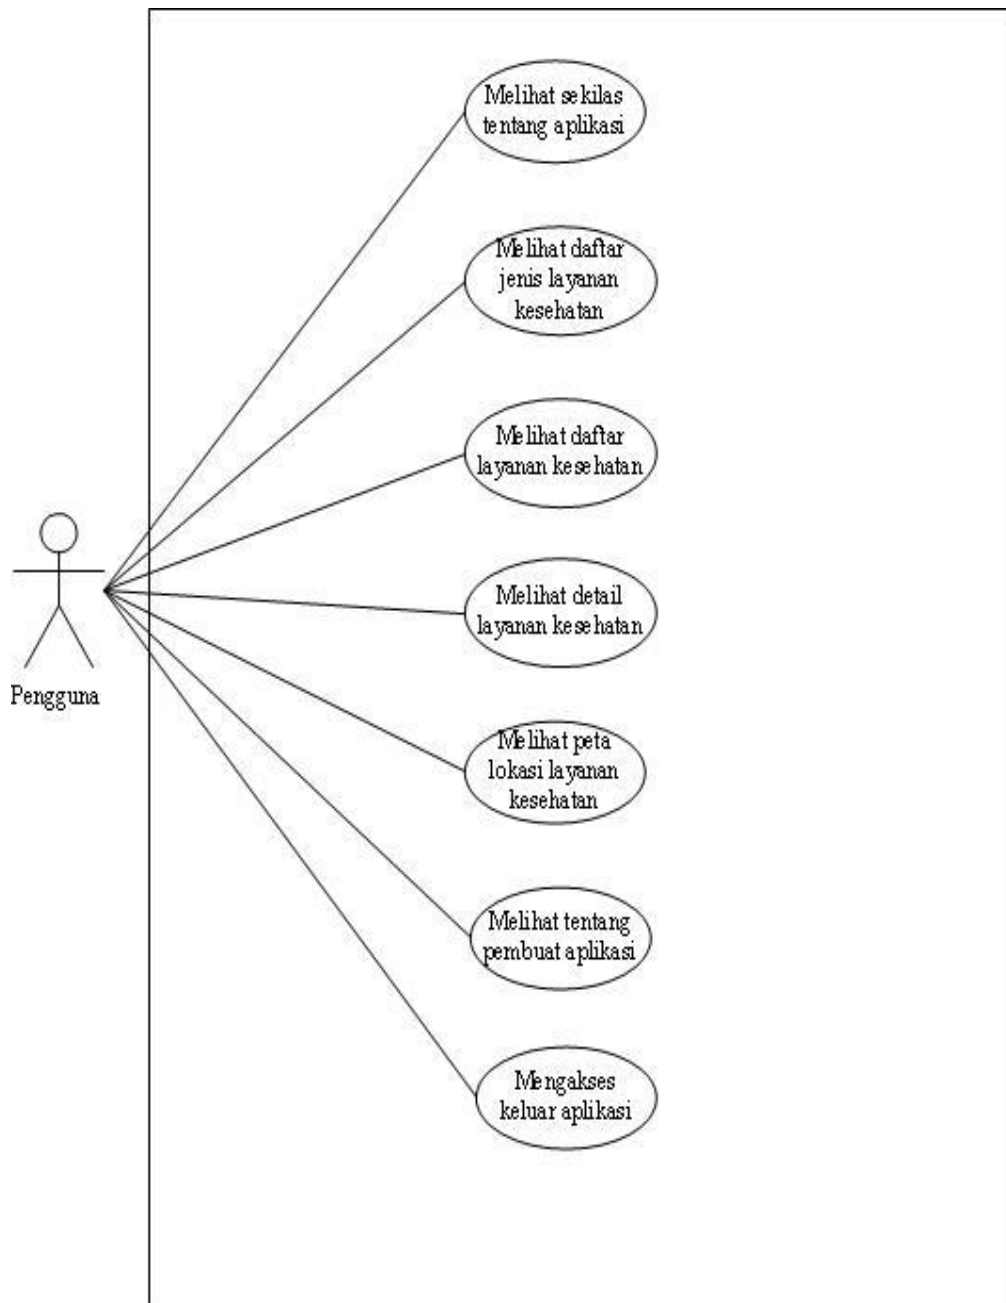 Melihat sekilas
tentang aplikasi
Melihat daftar
jenis layanan
kesehatan
Melihat daftar
layanan kesehatan
Melihat detail
layanan kesehatan
Pengguna
Melihat peta
lokasi layanan
kesehatan
Melihat tentang
pembuat aplikasi
Mengakses
keluar aplikasi